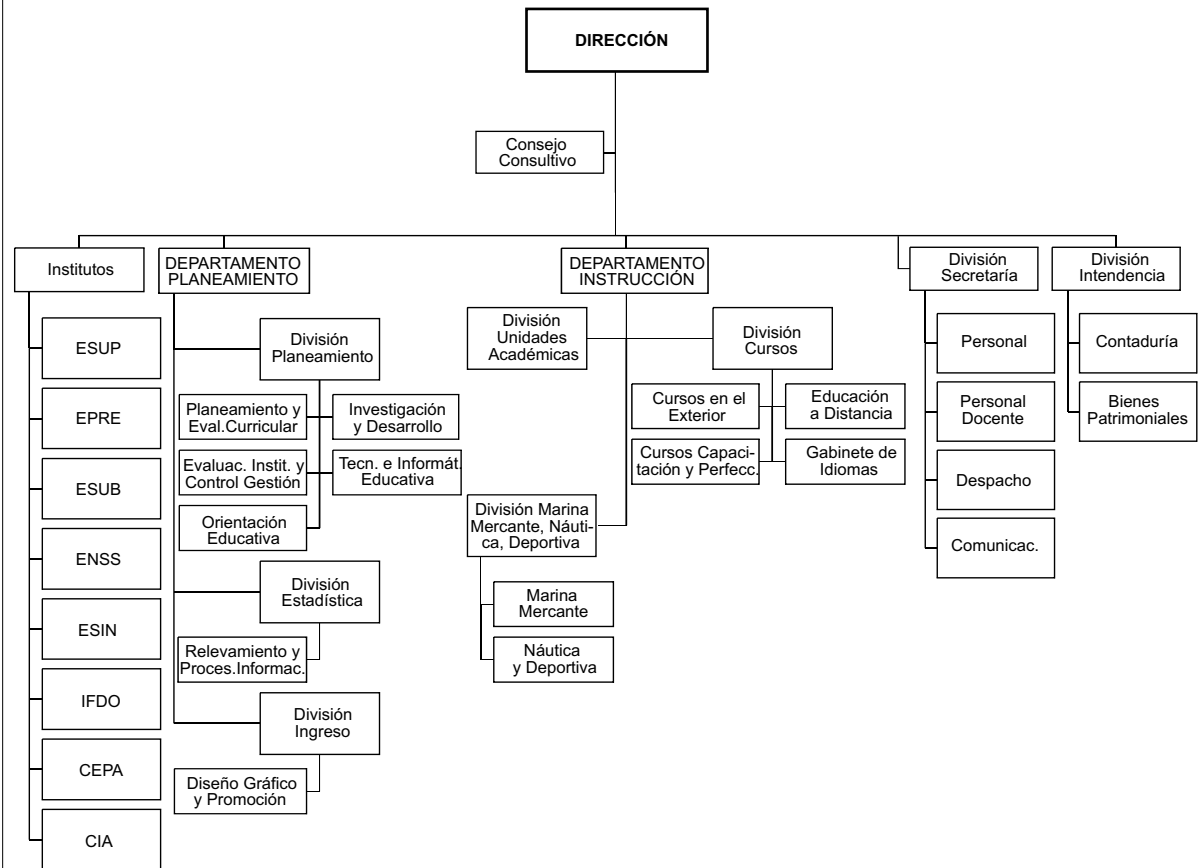 DIRECCIÓN
Consejo
Consultivo
Institutos
ESUP
EPRE
ESUB
ENSS
ESIN
IFDO
CEPA
CIA
DEPARTAMENTO
PLANEAMIENTO
División
Planeamiento
Planeamiento y
Eval.Curricular
Investigación
y Desarrollo
Evaluac. Instit. y
Control Gestión
Tecn. e Informát.
Educativa
Orientación
Educativa
División
Estadística
Relevamiento y
Proces.Informac.
División
Ingreso
Diseño Gráfico
y Promoción
DEPARTAMENTO
INSTRUCCIÓN
División
Unidades
Académicas
División
Cursos
Cursos en el
Exterior
Educación
a Distancia
Cursos Capaci-
tación y Perfecc.
Gabinete de
Idiomas
División Marina
Mercante, Náuti-
ca, Deportiva
Marina
Mercante
Náutica
y Deportiva
División
Secretaría
Personal
Personal
Docente
Despacho
Comunicac.
División
Intendencia
Contaduría
Bienes
Patrimoniales